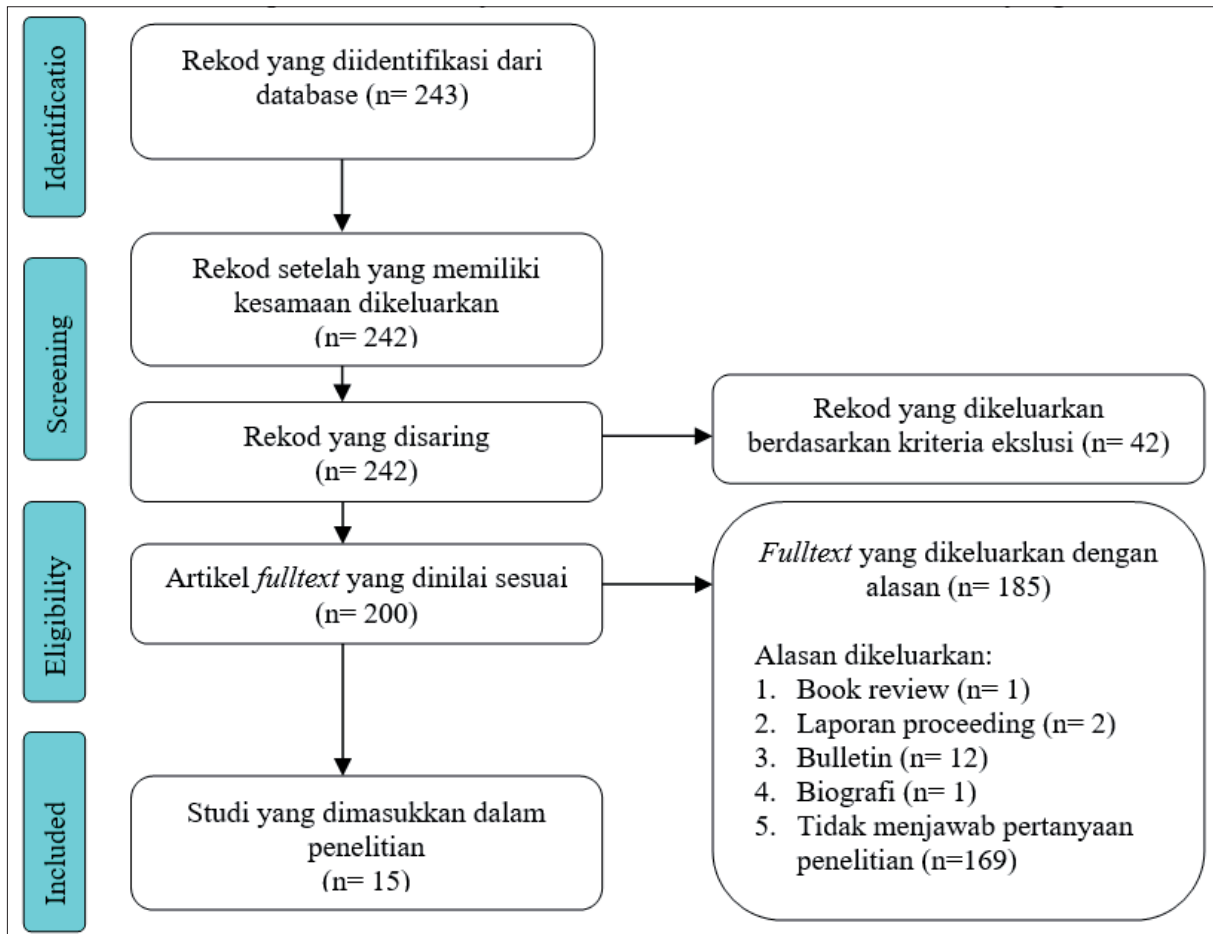 Identificatio
Rekod yang diidentifikasi dari
database (n= 243)
Screening
Rekod setelah yang memiliki
kesamaan dikeluarkan
(n= 242)
Rekod yang disaring
(n= 242)
Rekod yang dikeluarkan
berdasarkan kriteria ekslusi (n= 42)
Eligibility
Artikel fulltext yang dinilai sesuai
(n= 200)
Fulltext yang dikeluarkan dengan
alasan (n= 185)
Alasan dikeluarkan:
1. Book review (n= 1)
2. Laporan proceeding (n= 2)
3. Bulletin (n= 12)
4. Biografi (n= 1)
5. Tidak menjawab pertanyaan
penelitian (n=169)
Included
Studi yang dimasukkan dalam
penelitian
(n= 15)